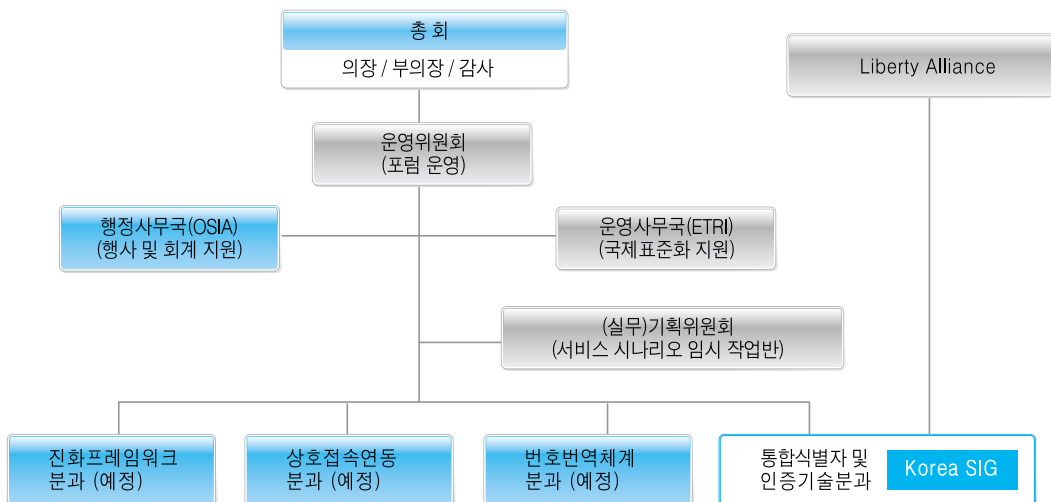 총 회
의장 / 부의장 / 감사
Liberty Alliance
운영위원회
(포럼 운영)
행정사무국(OSIA)
(행사 및 회계 지원)
운영사무국(ETRI)
(국제표준화 지원)
(실무)기획위원회
(서비스 시나리오 임시 작업반)
진화프레임워크
분과 (예정)
상호접속연동
분과 (예정)
번호번역체계
분과 (예정)
통합식별자 및
인증기술분과
Korea SIG